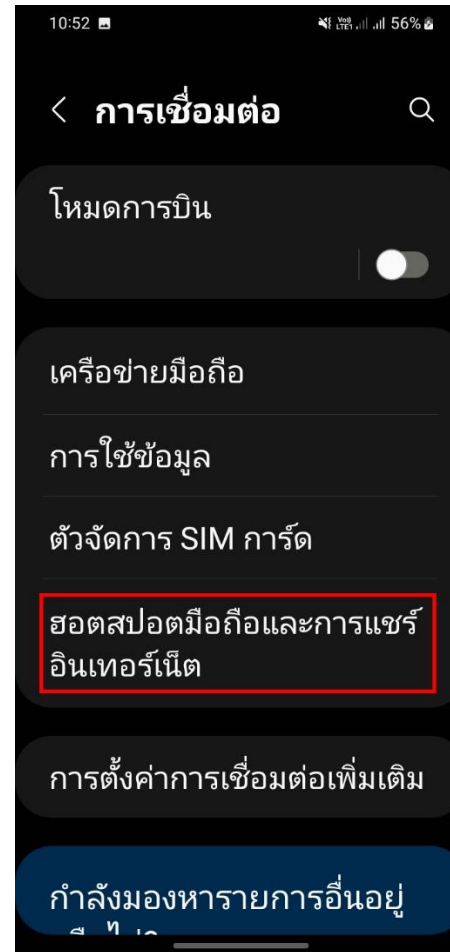 10:52 56%
การเชื่อมต่อ
โหมดการบิน
เครือข่ายมือถือ
การใช้ข้อมูล
ตัวจัดการ SIM การ์ด
ฮอตสปอตมือถือและการแชร์
อินเทอร์เน็ต
การตั้งค่าการเชื่อมต่อเพิ่มเติม
กำลังมองหารายการอื่นอยู่